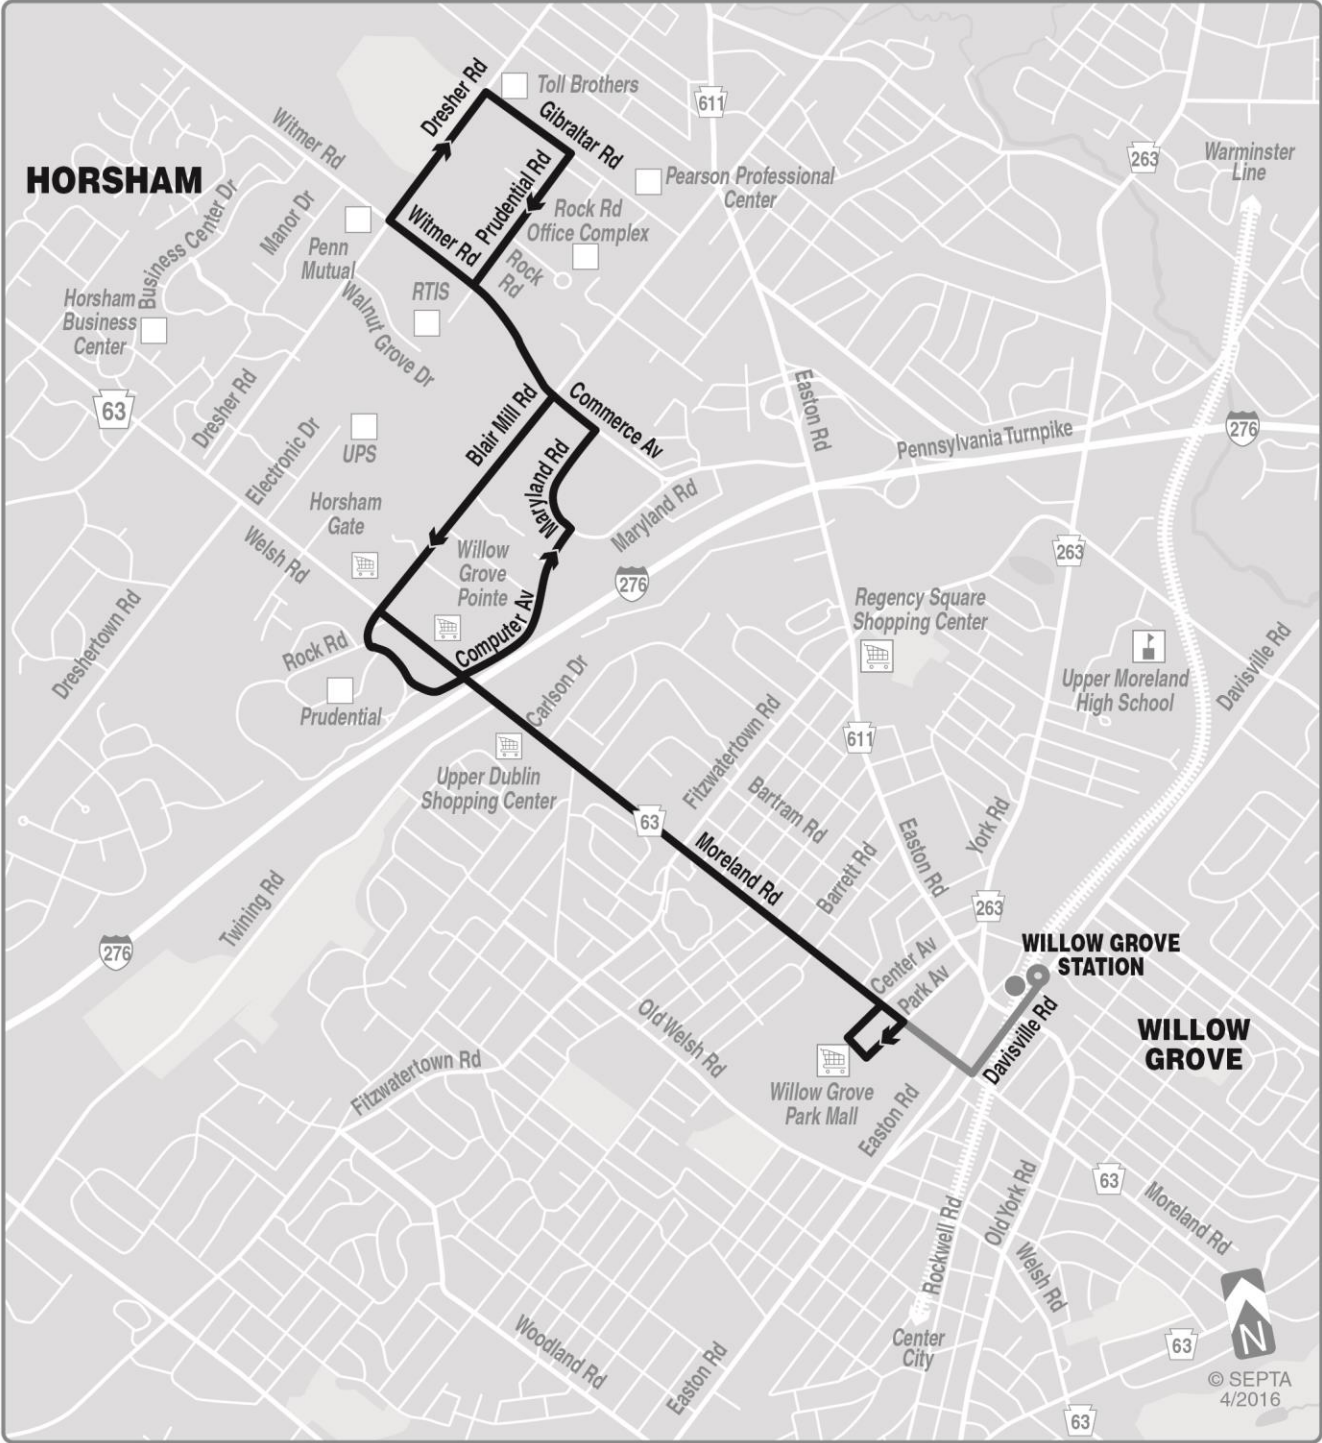 Dresher Rd
Toll Brothers
Gibraltar Rd
611
Witmer Rd
263
Warminster
Line
HORSHAM
Prudential Rd
Pearson Professional
Center
Business Center Dr
Manor Dr
Witmer Rd
Rock Rd
Office Complex
Penn
Mutual
Rock
Rd
RTIS
Horsham
Business
Center
Walnut Grove Dr
63
Dresher Rd
Blair Mill Rd
Commerce Av
Easton Rd
276
Pennsylvania Turnpike
Electronic Dr
UPS
Maryland Rd
Maryland Rd
Horsham
Gate
Welsh Rd
Willow
Grove
Pointe
263
276
Computer Av
Regency Square
Shopping Center
Dreshertown Rd
Rock Rd
Carlson Dr
Upper Moreland
High School
Davisville Rd
Prudential
Fitzwatertown Rd
611
Upper Dublin
Shopping Center
Bartram Rd
63
Moreland Rd
Barrett Rd
Easton Rd
York Rd
263
Twining Rd
276
Center Av
Park Av
WILLOW GROVE
STATION
Davisville Rd
WILLOW
GROVE
Old Welsh Rd
Fitzwatertown Rd
Willow Grove
Park Mall
Easton Rd
63
Moreland Rd
Rockwell Rd
Old York Rd
Welsh Rd
Center
City
Woodland Rd
Easton Rd
63
N
© SEPTA
4/2016
63